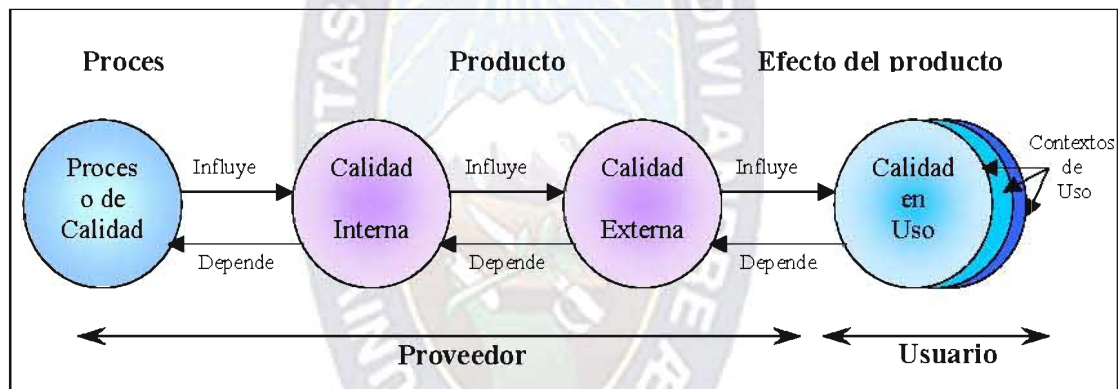 Proces
Producto
Efecto del producto
Proces
o de
Calidad
Influye
Depende
Calidad
Interna
Influye
Depende
Calidad
Externa
Influye
Depende
Calidad
en
Uso
Contextos
de
Uso
Proveedor
Usuario